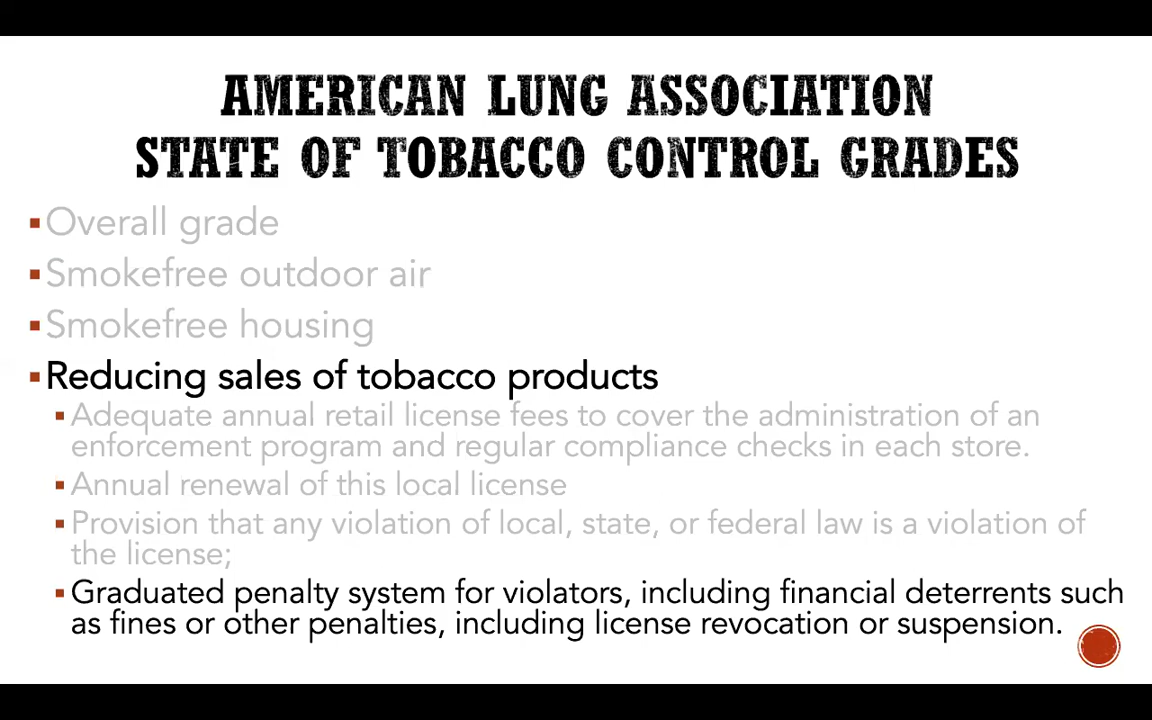 AMERICAN LUNG ASSOCIATION
STATE OF TOBACCO CONTROL GRADES
Overall grade
Smokefree outdoor air
Smokefree housing
Reducing sales of tobacco products
Adequate annual retail license fees to cover the administration of an
enforcement program and regular compliance checks in each store.
Annual renewal of this local license
Provision that any violation of local, state, or federal law is a violation of
the license;
Graduated penalty system for violators, including financial deterrents such
as fines or other penalties, including license revocation or suspension.